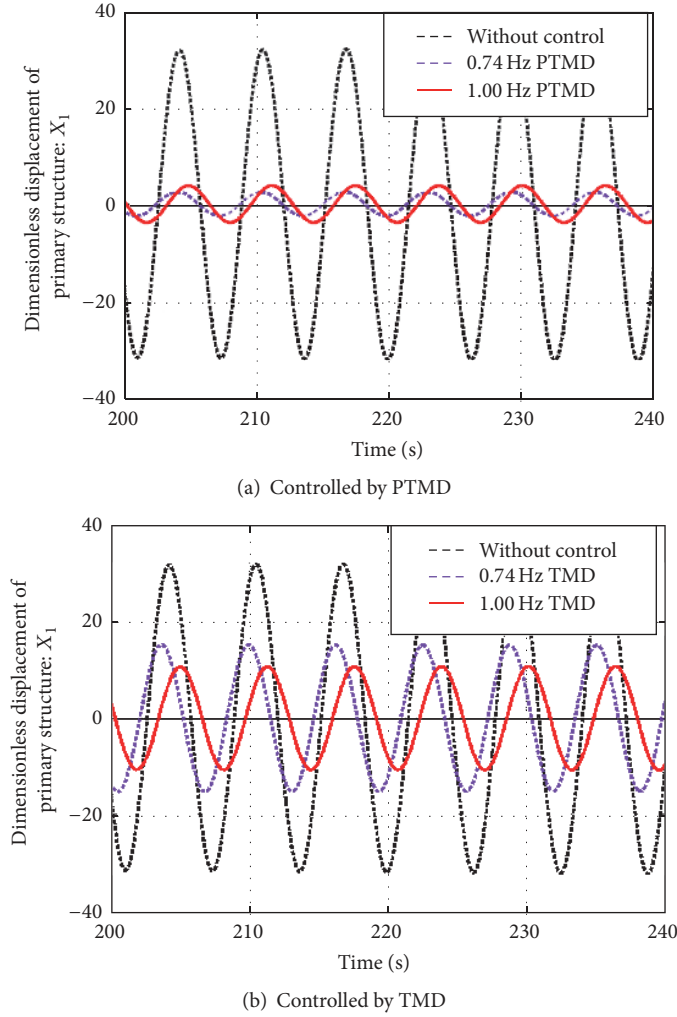 40
20
0
−20
−40
Dimensionless displacement of
primary structure: X₁
Without control
0.74 Hz PTMD
1.00 Hz PTMD
200
210
220
230
240
Time (s)
(a) Controlled by PTMD
40
20
0
−20
−40
Dimensionless displacement of
primary structure: X₁
Without control
0.74 Hz TMD
1.00 Hz TMD
200
210
220
230
240
Time (s)
(b) Controlled by TMD